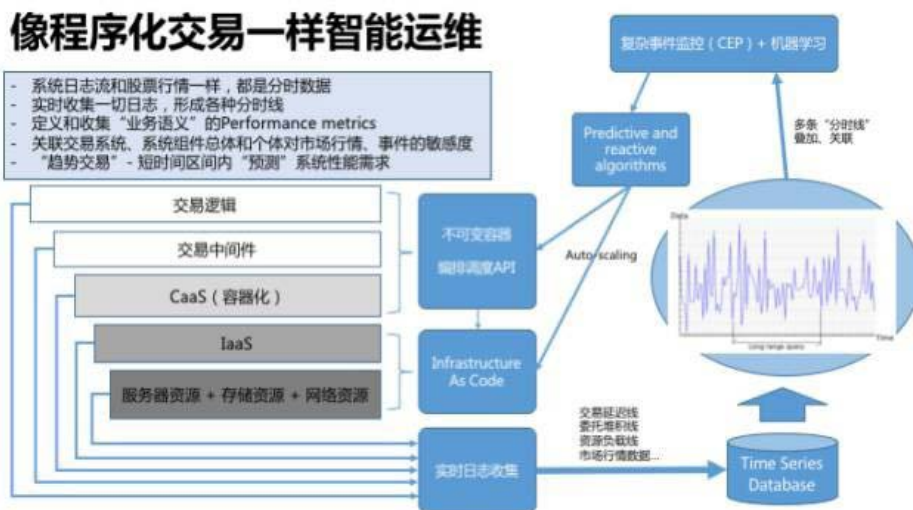 像程序化交易一样智能运维
- 系统日志流和股票行情一样，都是分时数据
- 实时收集一切日志，形成各种分时线
- 定义和收集“业务语义”的Performance metrics
- 关联交易系统、系统组件总体和个体对市场行情、事件的敏感度
- “趋势交易” - 短时间区间内“预测”系统性能需求
复杂事件监控（CEP）+ 机器学习
Predictive and
reactive
algorithms
多条“分时线”
叠加、关联
交易逻辑
交易中间件
CaaS（容器化）
IaaS
服务器资源 + 存储资源 + 网络资源
不可变容器
编排调度API
Auto-scaling
Infrastructure
As Code
Data
Time
Long range query
实时日志收集
交易延迟线
委托堆积线
资源负载线
市场行情数据...
Time Series
Database